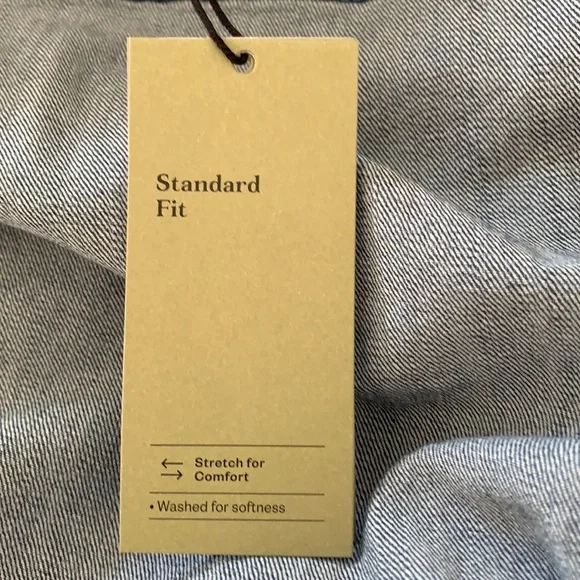 Standard
Fit
Stretch for
Comfort
• Washed for softness